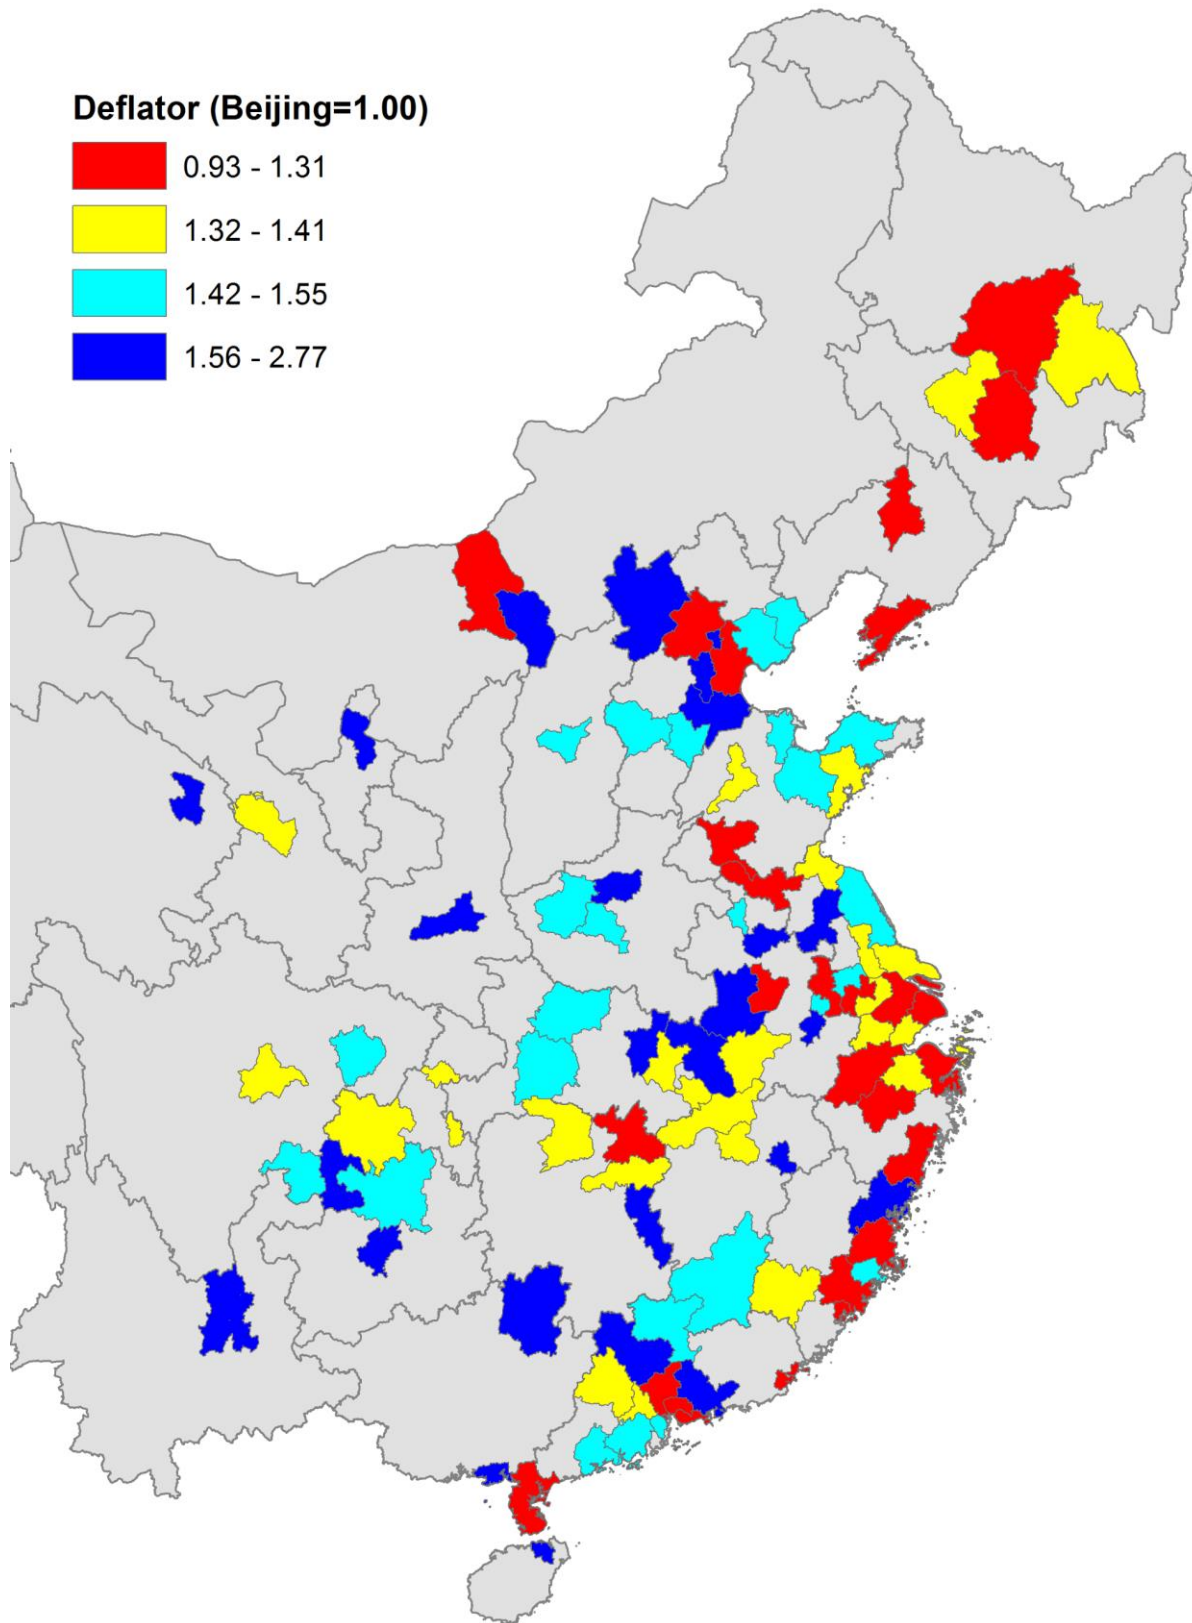 Deflator (Beijing=1.00)
0.93 - 1.31
1.32 - 1.41
1.42 - 1.55
1.56 - 2.77